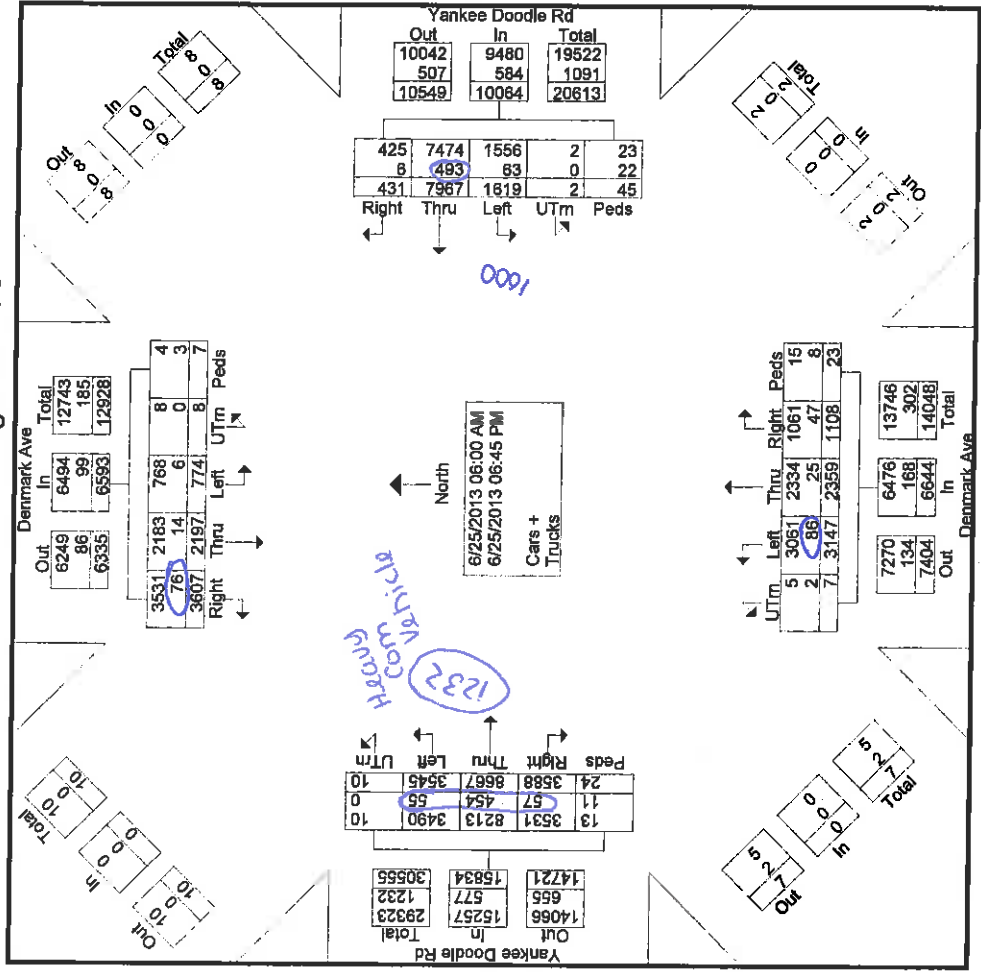 Denmark Ave
Out In Total
6249 6494 12743
86 99 185
6335 6593 12928
3531 2183 768 8 4
76 14 6 0 3
3607 2197 774 8 7
Right Thru Left UTrn Peds
Out
8
0
8
In
0
0
0
Total
8
0
8
Yankee Doodle Rd
Out In Total
10042 9480 19522
507 584 1091
10549 10064 20613
425 7474 1556 2 23
6 493 63 0 22
431 7967 1619 2 45
Right Thru Left UTrn Peds
1000
Total
2
0
2
In
0
0
0
Out
2
0
2
North
6/25/2013 06:00 AM
6/25/2013 06:45 PM
Cars +
Trucks
Heavy
com
vehicle
1232
Out
10
0
10
In
0
0
0
Total
10
0
10
Yankee Doodle Rd
Out In Total
14066 15257 29323
655 577 1232
14721 15834 30555
13 3531 8213 3490 10
11 57 454 55 0
24 3588 8667 3545 10
Peds Right Thru Left UTrn
UTrn Left Thru Right Peds
5 3061 2334 1061 15
2 86 25 47 8
7 3147 2359 1108 23
7270 6476 13746
134 168 302
7404 6644 14048
Out In Total
Denmark Ave
Out
5
2
7
In
0
0
0
Total
5
2
7